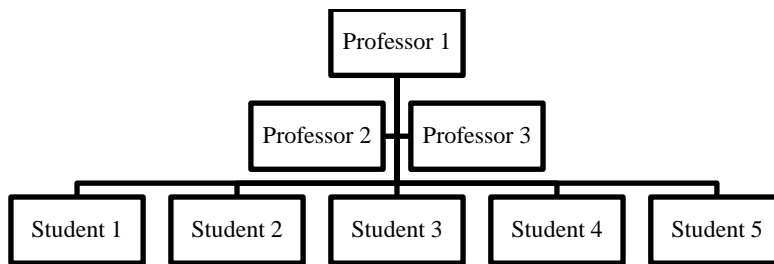 Professor 1
Professor 2
Professor 3
Student 1
Student 2
Student 3
Student 4
Student 5